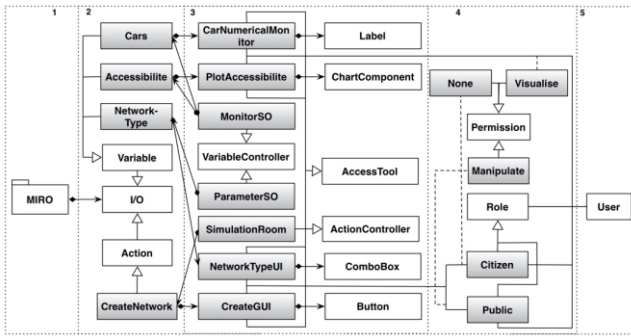 1 2 3 4 5
Cars CarNumericalMonitor Label
Accessibilite PlotAccessibilite ChartComponent None Visualise
Network-
Type MonitorSO Permission
Variable VariableController Manipulate
AccessTool
MIRO I/O ParameterSO Role User
SimulationRoom ActionController
Action
NetworkTypeUI ComboBox Citizen
CreateNetwork CreateGUI Button Public